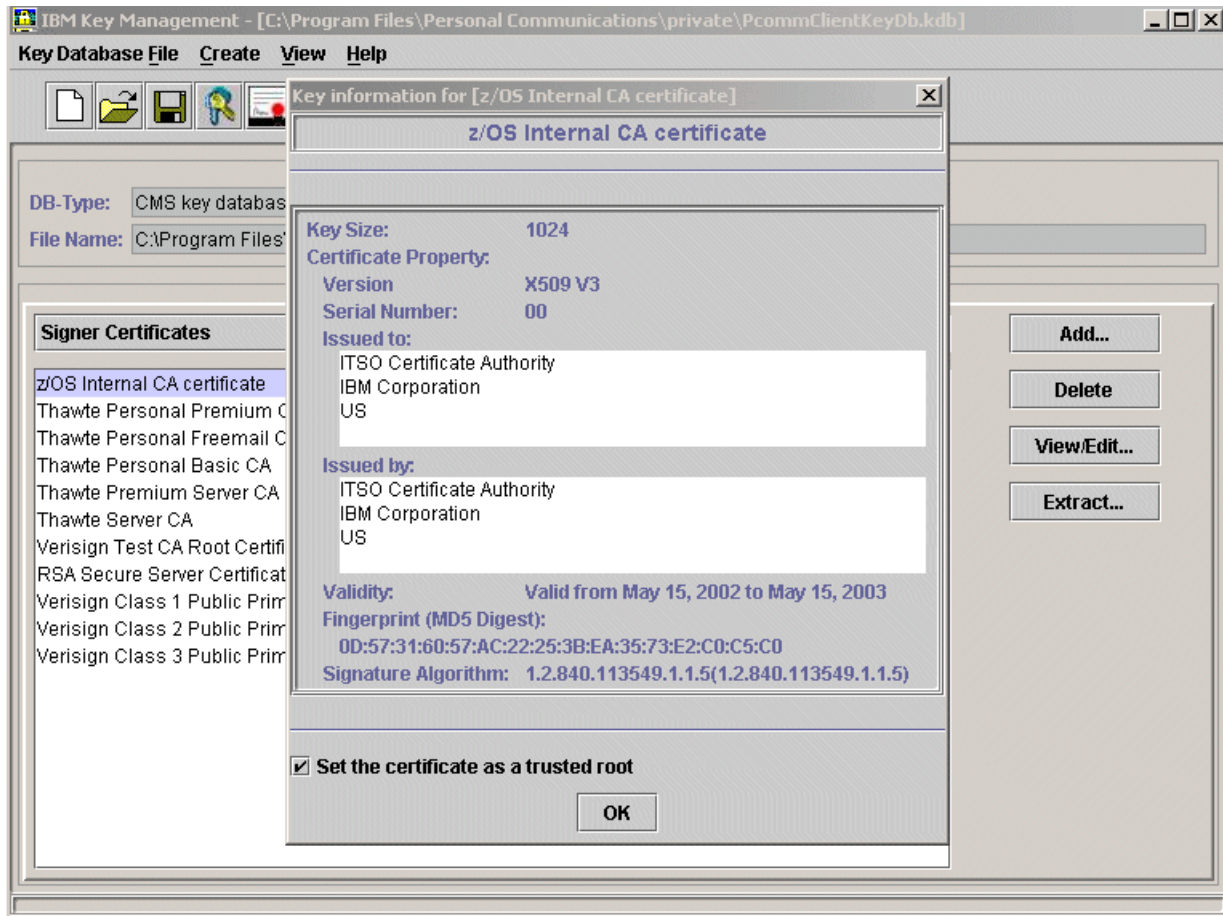 IBM Key Management - [C:\Program Files\Personal Communications\private\PcommClientKeyDb.kdb]
Key Database File Create View Help
Key information for [z/OS Internal CA certificate]
z/OS Internal CA certificate
DB-Type: CMS key databas
File Name: C:\Program Files
Key Size: 1024
Certificate Property:
Version X509 V3
Serial Number: 00
Issued to:
ITSO Certificate Authority
IBM Corporation
US
Issued by:
ITSO Certificate Authority
IBM Corporation
US
Validity: Valid from May 15, 2002 to May 15, 2003
Fingerprint (MD5 Digest):
0D:57:31:60:57:AC:22:25:3B:EA:35:73:E2:C0:C5:C0
Signature Algorithm: 1.2.840.113549.1.1.5(1.2.840.113549.1.1.5)
Set the certificate as a trusted root
OK
Signer Certificates
z/OS Internal CA certificate
Thawte Personal Premium C
Thawte Personal Freemail C
Thawte Personal Basic CA
Thawte Premium Server CA
Thawte Server CA
Verisign Test CA Root Certifi
RSA Secure Server Certificat
Verisign Class 1 Public Prim
Verisign Class 2 Public Prim
Verisign Class 3 Public Prim
Add...
Delete
View/Edit...
Extract...